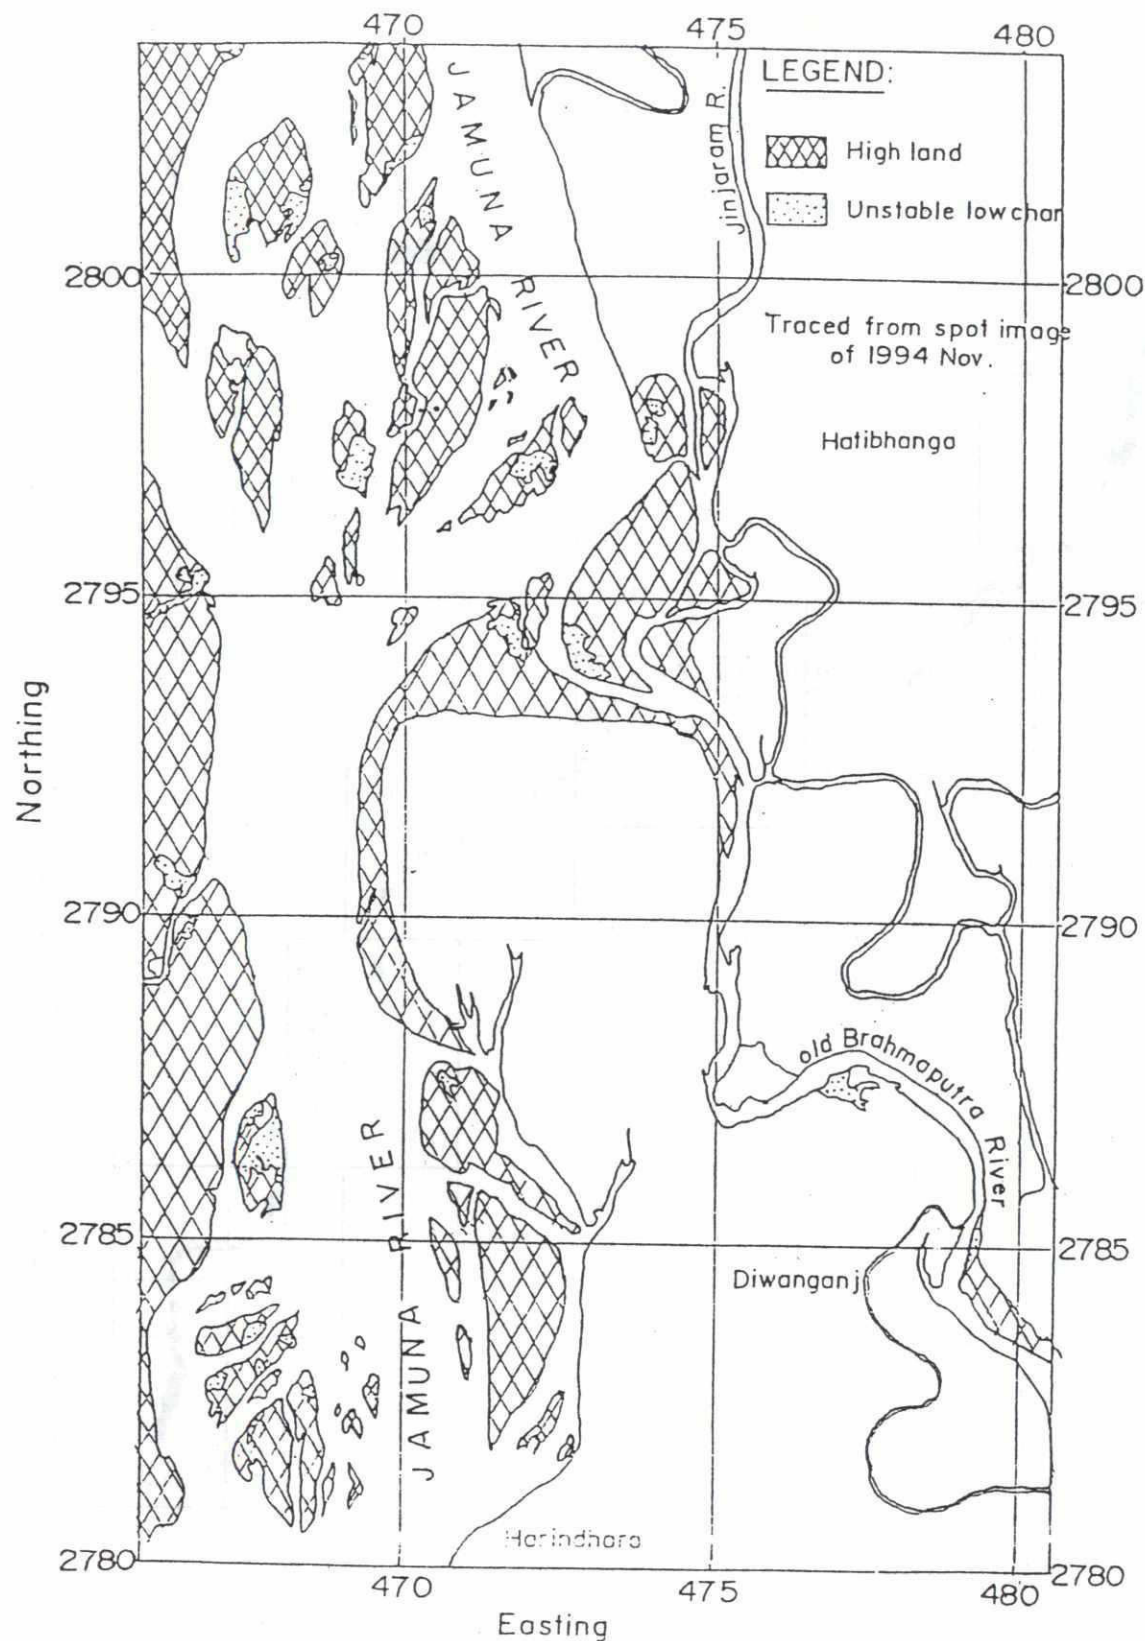 470 475 480
LEGEND:
High land
Unstable low char
JAMUNA RIVER
Jinjaram R.
2800 2800
Traced from spot image
of 1994 Nov.
Hatibhanga
2795 2795
Northing
2790 2790
old Brahmaputra River
JAMUNA RIVER
2785 2785
Diwanganj
Harindhara
2780 2780
470 475 480
Easting